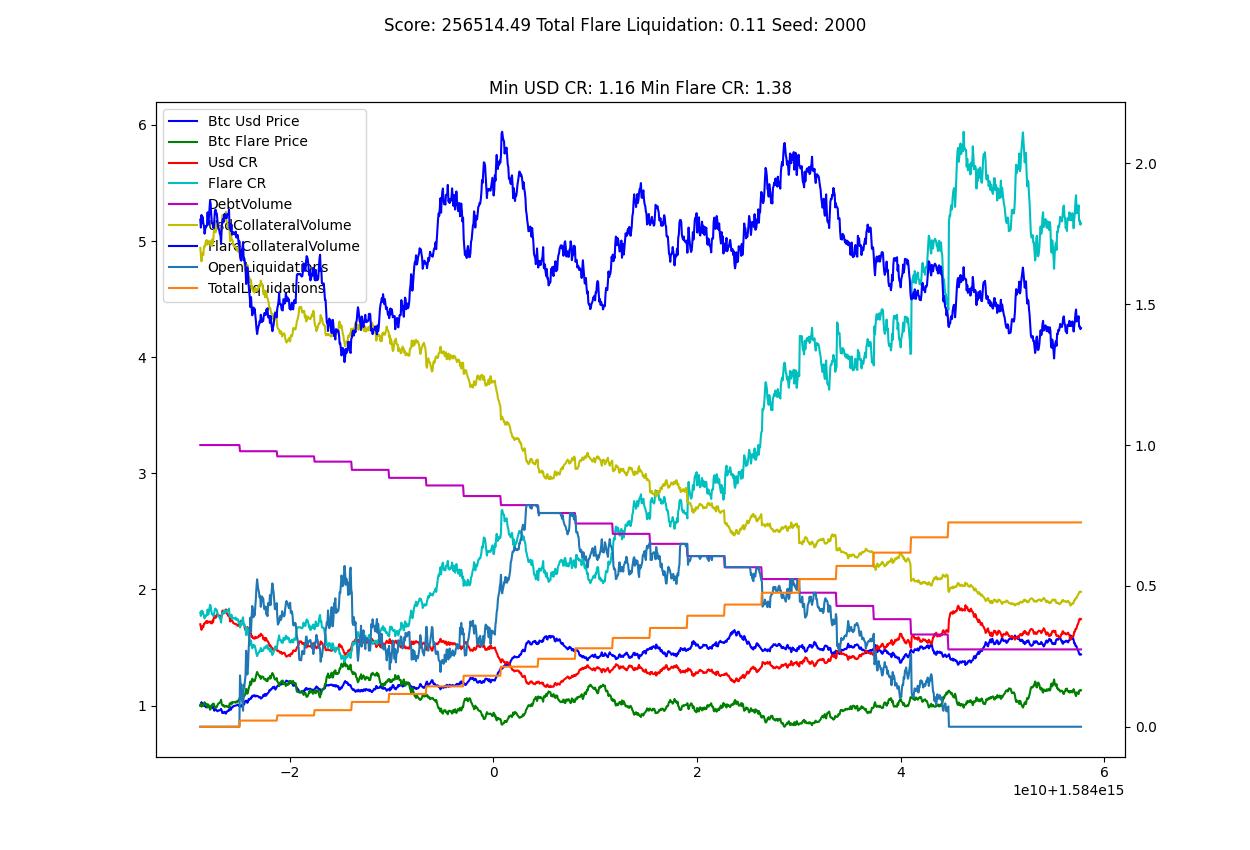 Score: 256514.49 Total Flare Liquidation: 0.11 Seed: 2000
Min USD CR: 1.16 Min Flare CR: 1.38
Btc Usd Price
Btc Flare Price
Usd CR
Flare CR
DebtVolume
UsdCollateralVolume
FlareCollateralVolume
OpenLiquidations
TotalLiquidations
6
5
4
3
2
1
2.0
1.5
1.0
0.5
0.0
−2
0
2
4
6
1e10+1.584e15